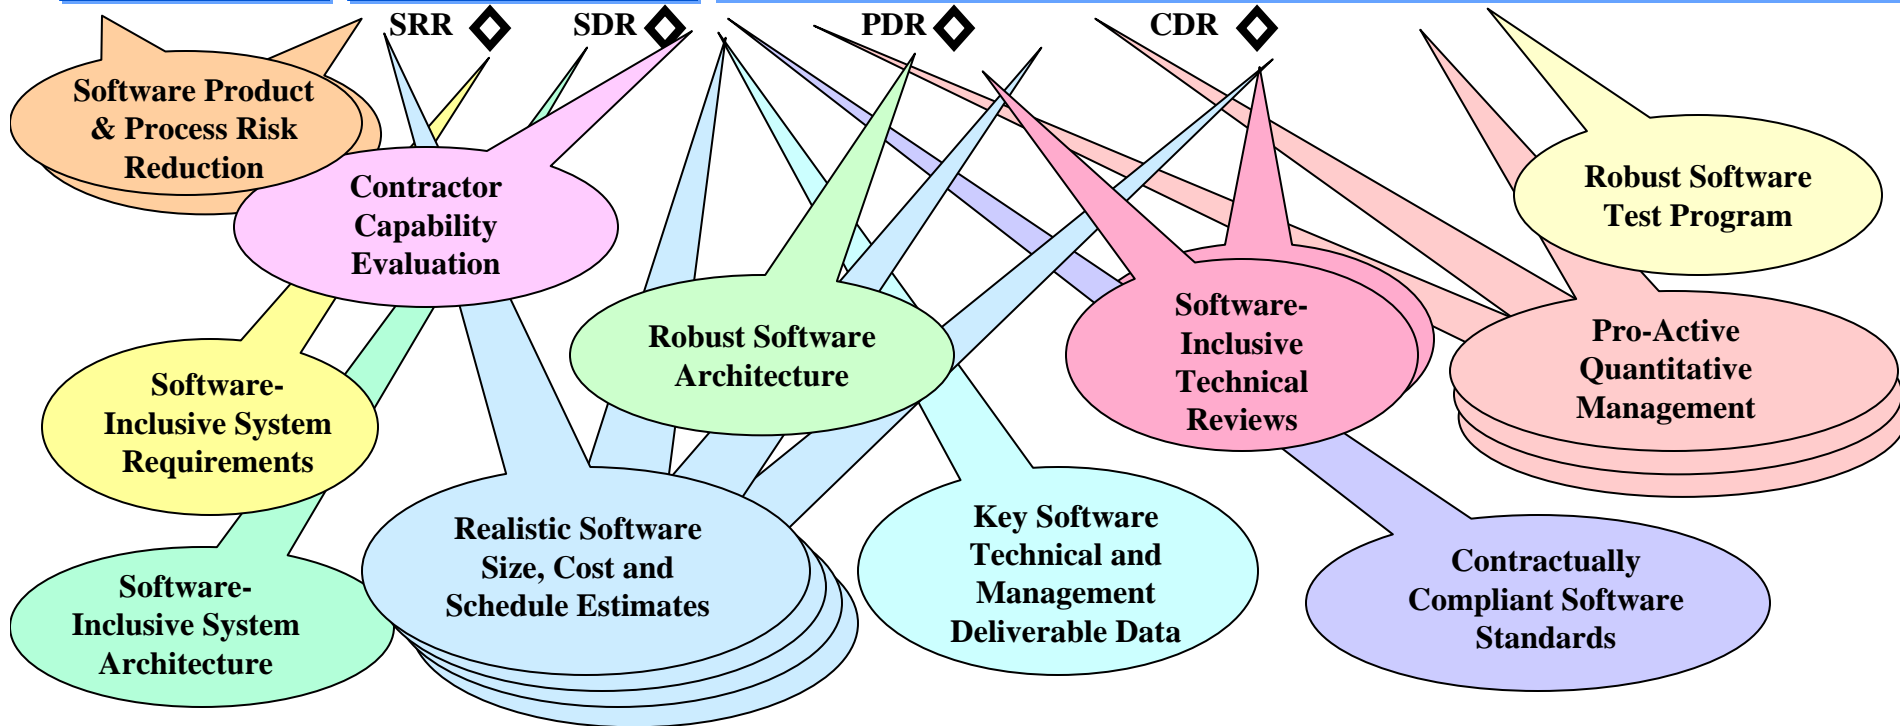 SRR
SDR
PDR
CDR
Software Product
& Process Risk
Reduction
Contractor
Capability
Evaluation
Robust Software
Test Program
Software-
Inclusive System
Requirements
Robust Software
Architecture
Software-
Inclusive
Technical
Reviews
Pro-Active
Quantitative
Management
Software-
Inclusive System
Architecture
Realistic Software
Size, Cost and
Schedule Estimates
Key Software
Technical and
Management
Deliverable Data
Contractually
Compliant Software
Standards